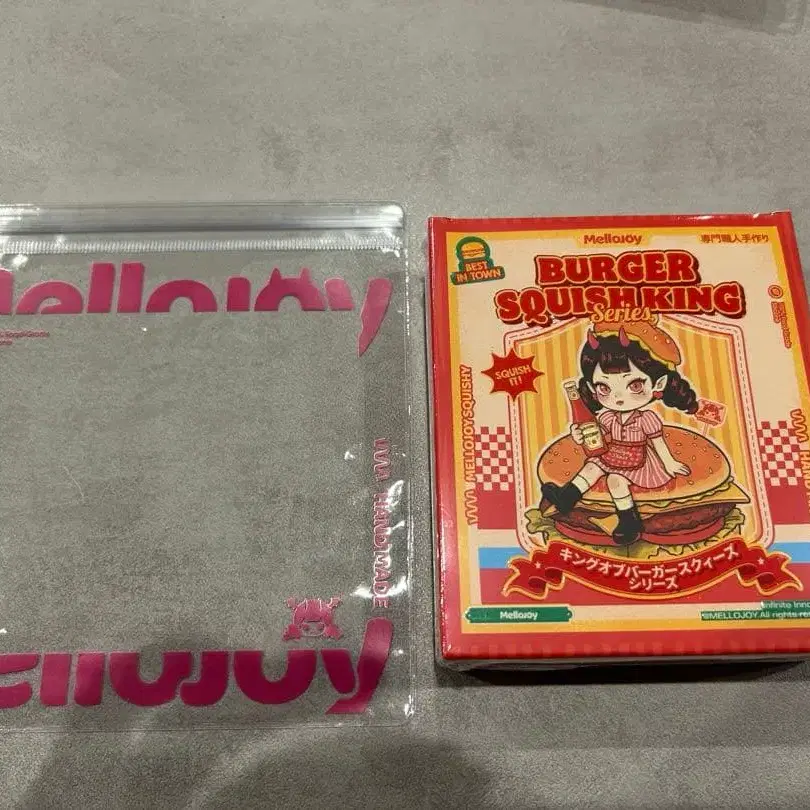 Mellojoy
HANDMADE
Mellojoy
MelloJoy
専門職人手作り
BEST
IN TOWN
BURGER
SQUISH KING
Series
SQUISH
IT!
MELLOJOY SQUISHY
キングオブバーガースクィーズ
シリーズ
MelloJoy
©MELLOJOY.All rights